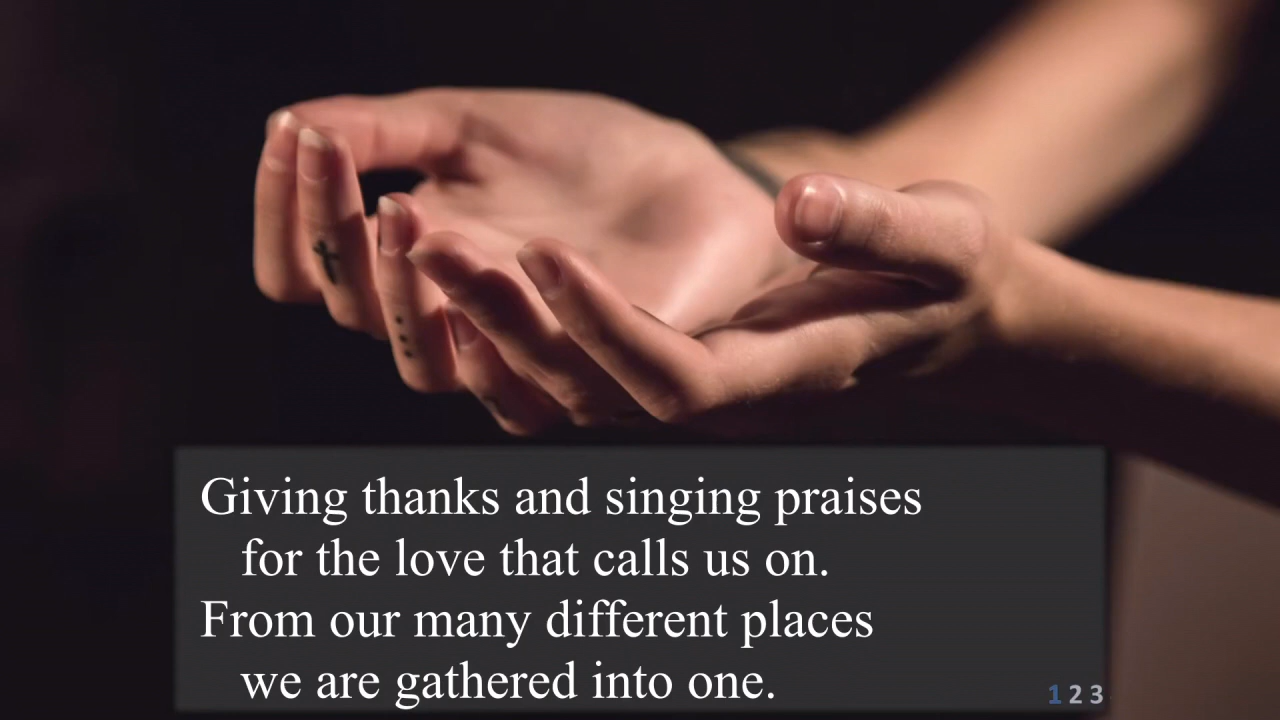 Giving thanks and singing praises
for the love that calls us on.
From our many different places
we are gathered into one.
1 2 3